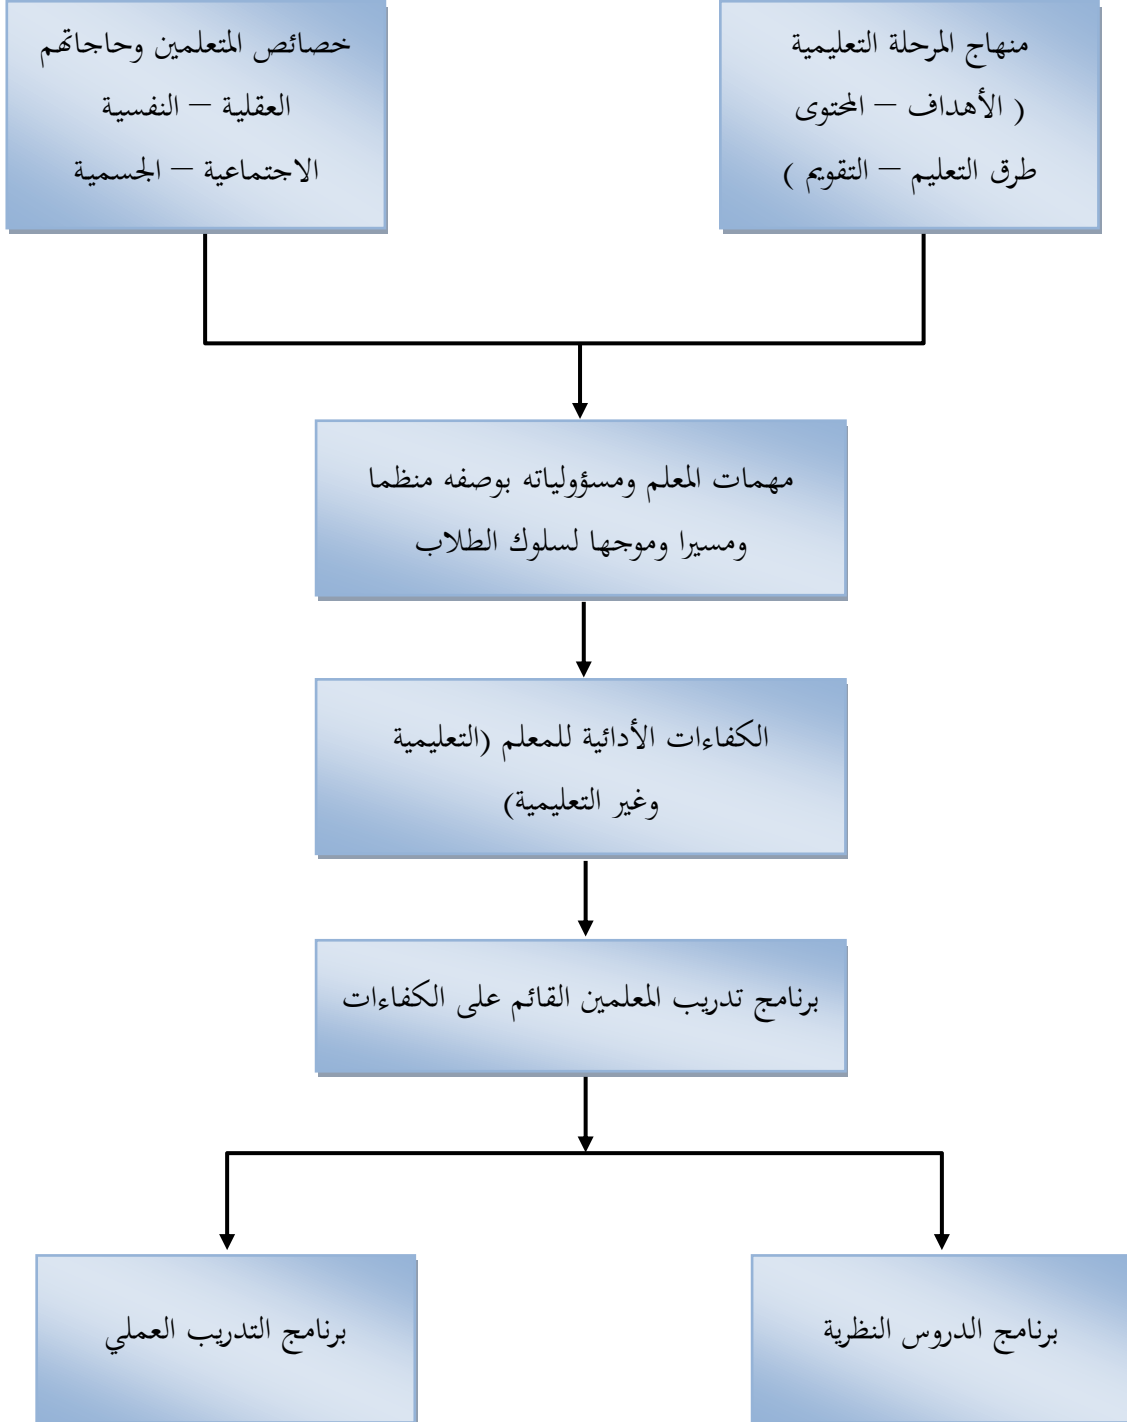 منهاج المرحلة التعليمية
( الأهداف – المحتوى
طرق التعليم – التقويم )
خصائص المتعلمين وحاجاتهم
العقلية – النفسية
الاجتماعية – الجسمية
مهمات المعلم ومسؤولياته بوصفه منظما
ومسيرا وموجها لسلوك الطلاب
الكفاءات الأدائية للمعلم (التعليمية
وغير التعليمية)
برنامج تدريب المعلمين القائم على الكفاءات
برنامج الدروس النظرية
برنامج التدريب العملي